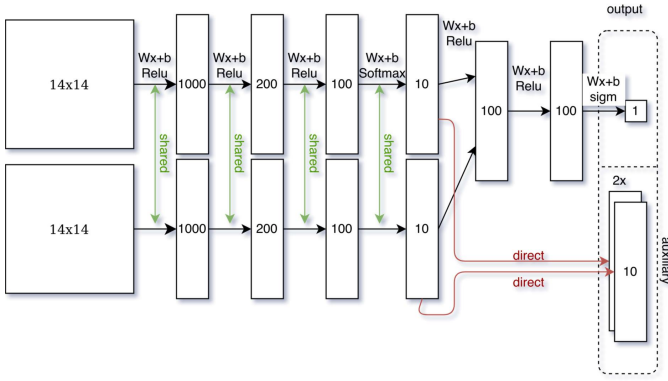 output
Wx+b
Relu
Wx+b
Relu
Wx+b
Relu
Wx+b
Softmax
Wx+b
Relu
Wx+b
Relu
Wx+b
sigm
14x14
1000
200
100
10
100
100
1
shared
shared
shared
shared
2x
14x14
1000
200
100
10
direct
direct
10
auxiliary